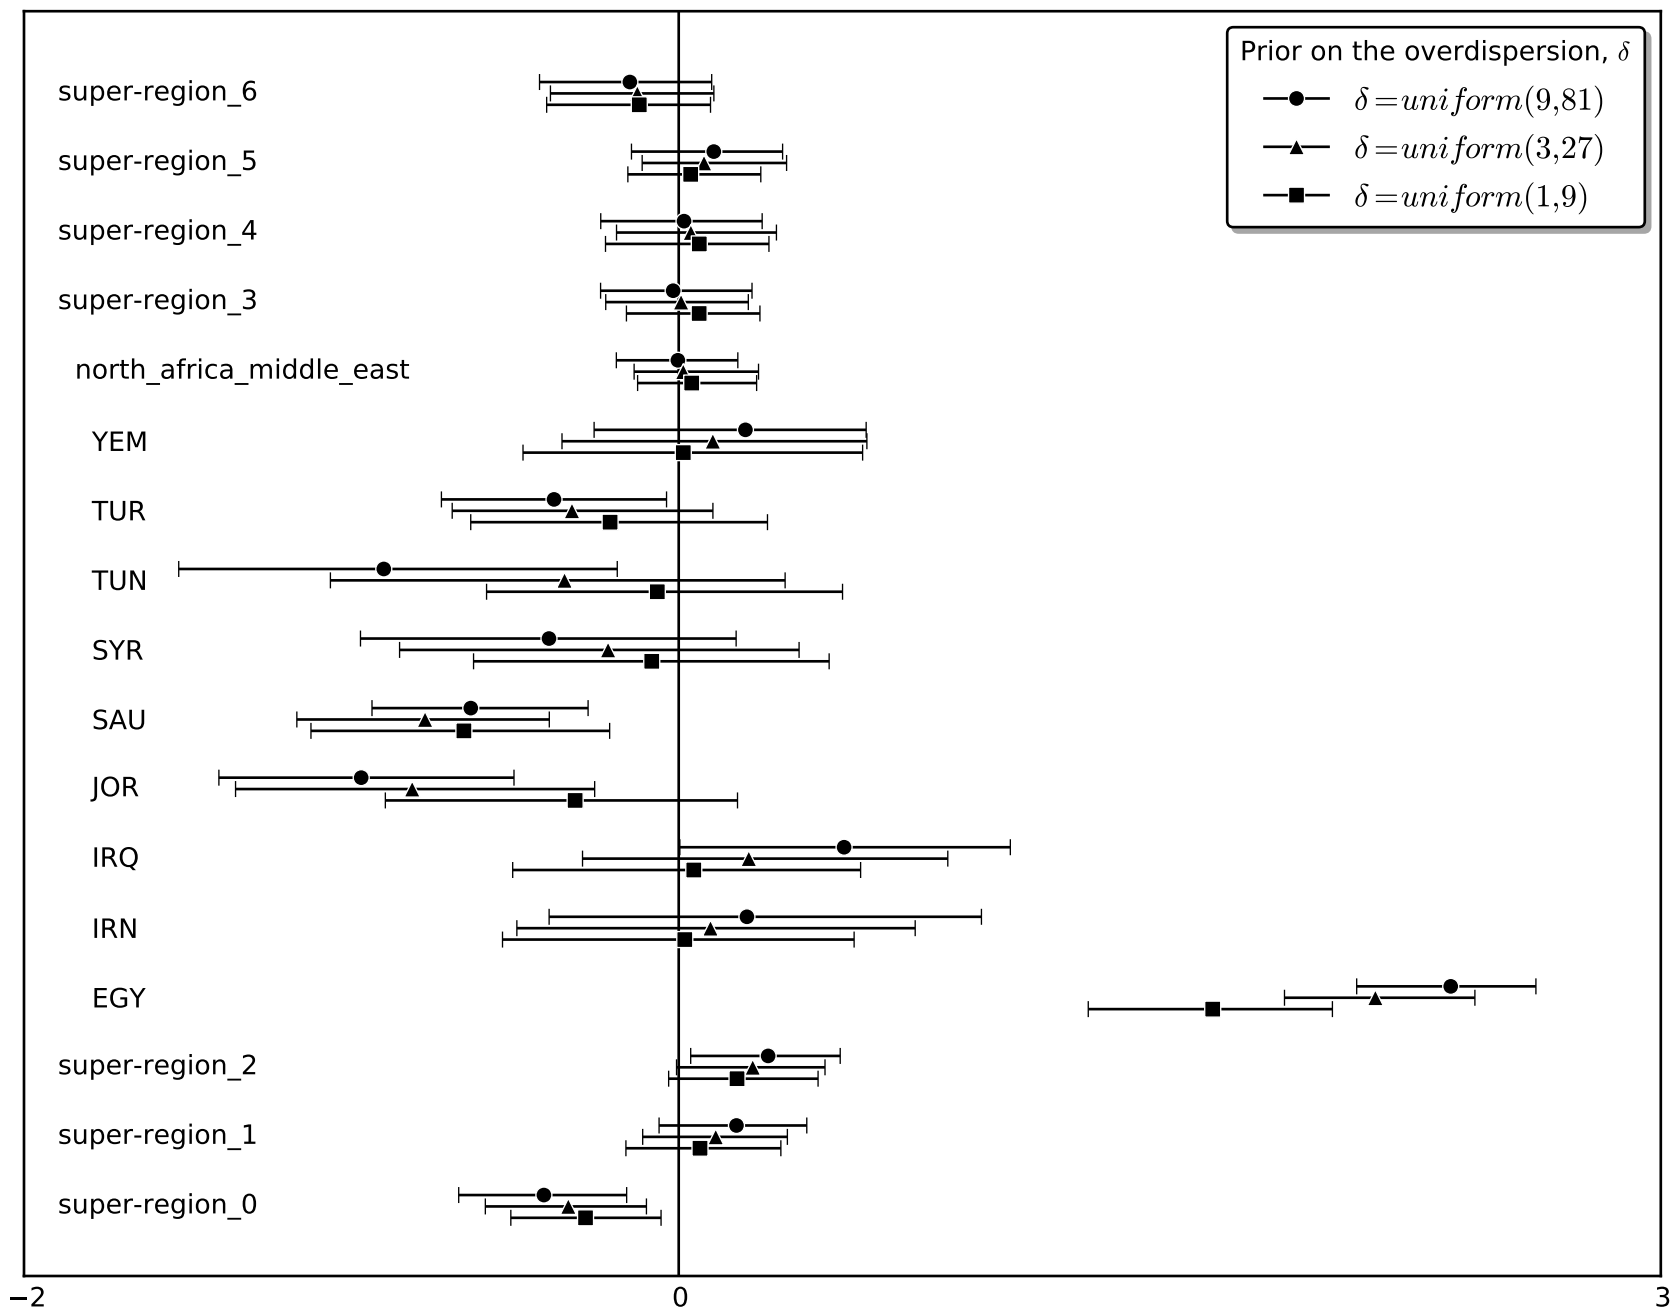 Prior on the overdispersion, δ
δ=uniform(9,81)
δ=uniform(3,27)
δ=uniform(1,9)
super-region_6
super-region_5
super-region_4
super-region_3
north_africa_middle_east
YEM
TUR
TUN
SYR
SAU
JOR
IRQ
IRN
EGY
super-region_2
super-region_1
super-region_0
−2 0 3